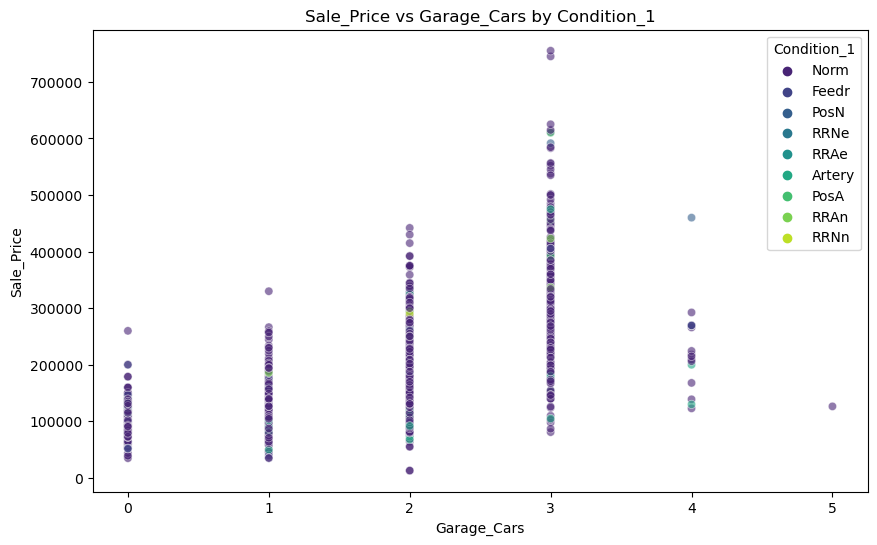 Sale_Price vs Garage_Cars by Condition_1
Condition_1
Norm
Feedr
PosN
RRNe
RRAe
Artery
PosA
RRAn
RRNn
Sale_Price
700000
600000
500000
400000
300000
200000
100000
0
0 1 2 3 4 5
Garage_Cars